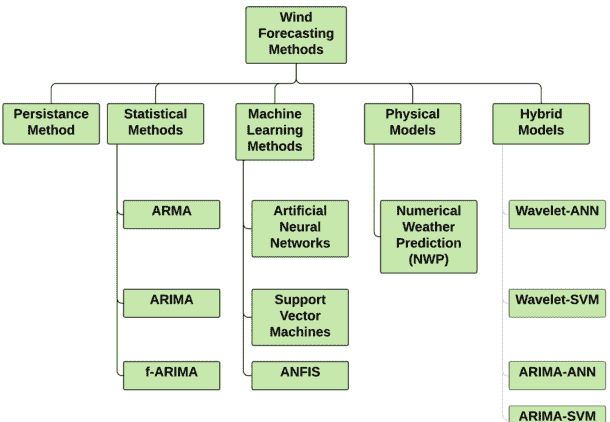 Wind
Forecasting
Methods
Persistance
Method
Statistical
Methods
Machine
Learning
Methods
Physical
Models
Hybrid
Models
ARMA
ARIMA
f-ARIMA
Artificial
Neural
Networks
Support
Vector
Machines
ANFIS
Numerical
Weather
Prediction
(NWP)
Wavelet-ANN
Wavelet-SVM
ARIMA-ANN
ARIMA-SVM